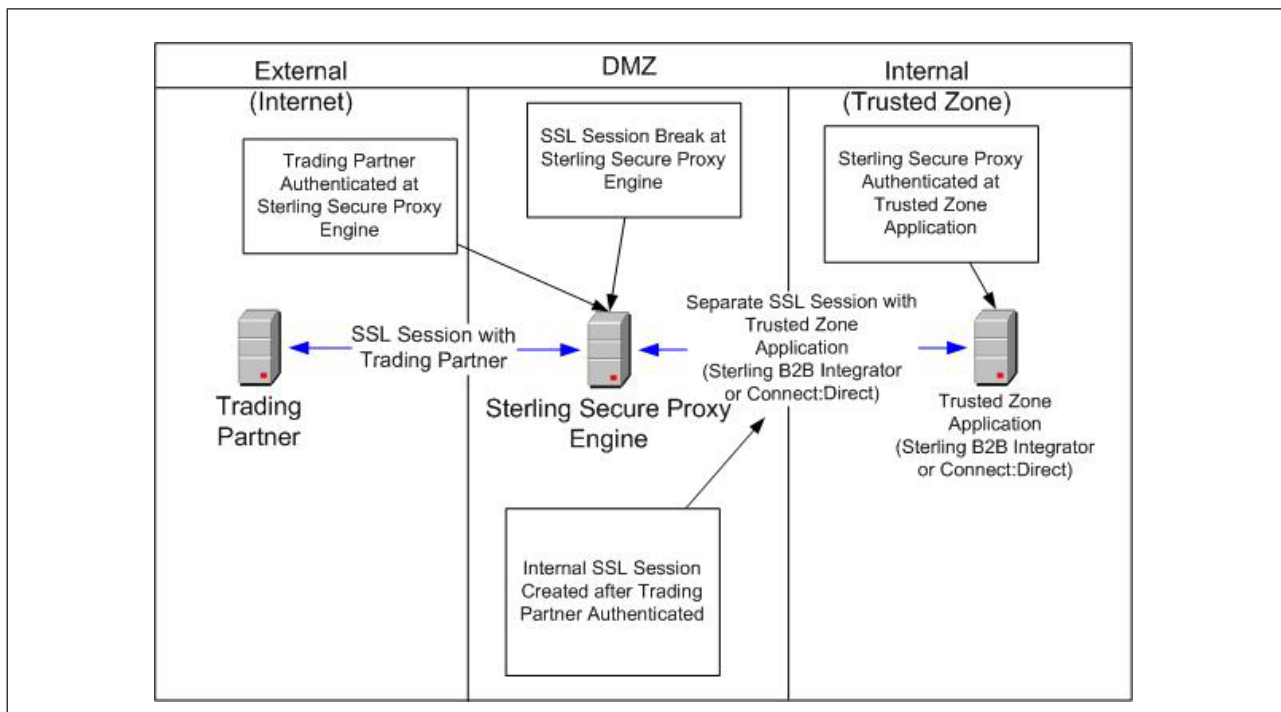 External
(Internet)
DMZ
Internal
(Trusted Zone)
Trading Partner
Authenticated at
Sterling Secure Proxy
Engine
SSL Session Break at
Sterling Secure Proxy
Engine
Sterling Secure Proxy
Authenticated at
Trusted Zone
Application
SSL Session with
Trading Partner
Separate SSL Session with
Trusted Zone
Application
(Sterling B2B Integrator
or Connect:Direct)
Trading
Partner
Sterling Secure Proxy
Engine
Trusted Zone
Application
(Sterling B2B Integrator
or Connect:Direct)
Internal SSL Session
Created after Trading
Partner Authenticated